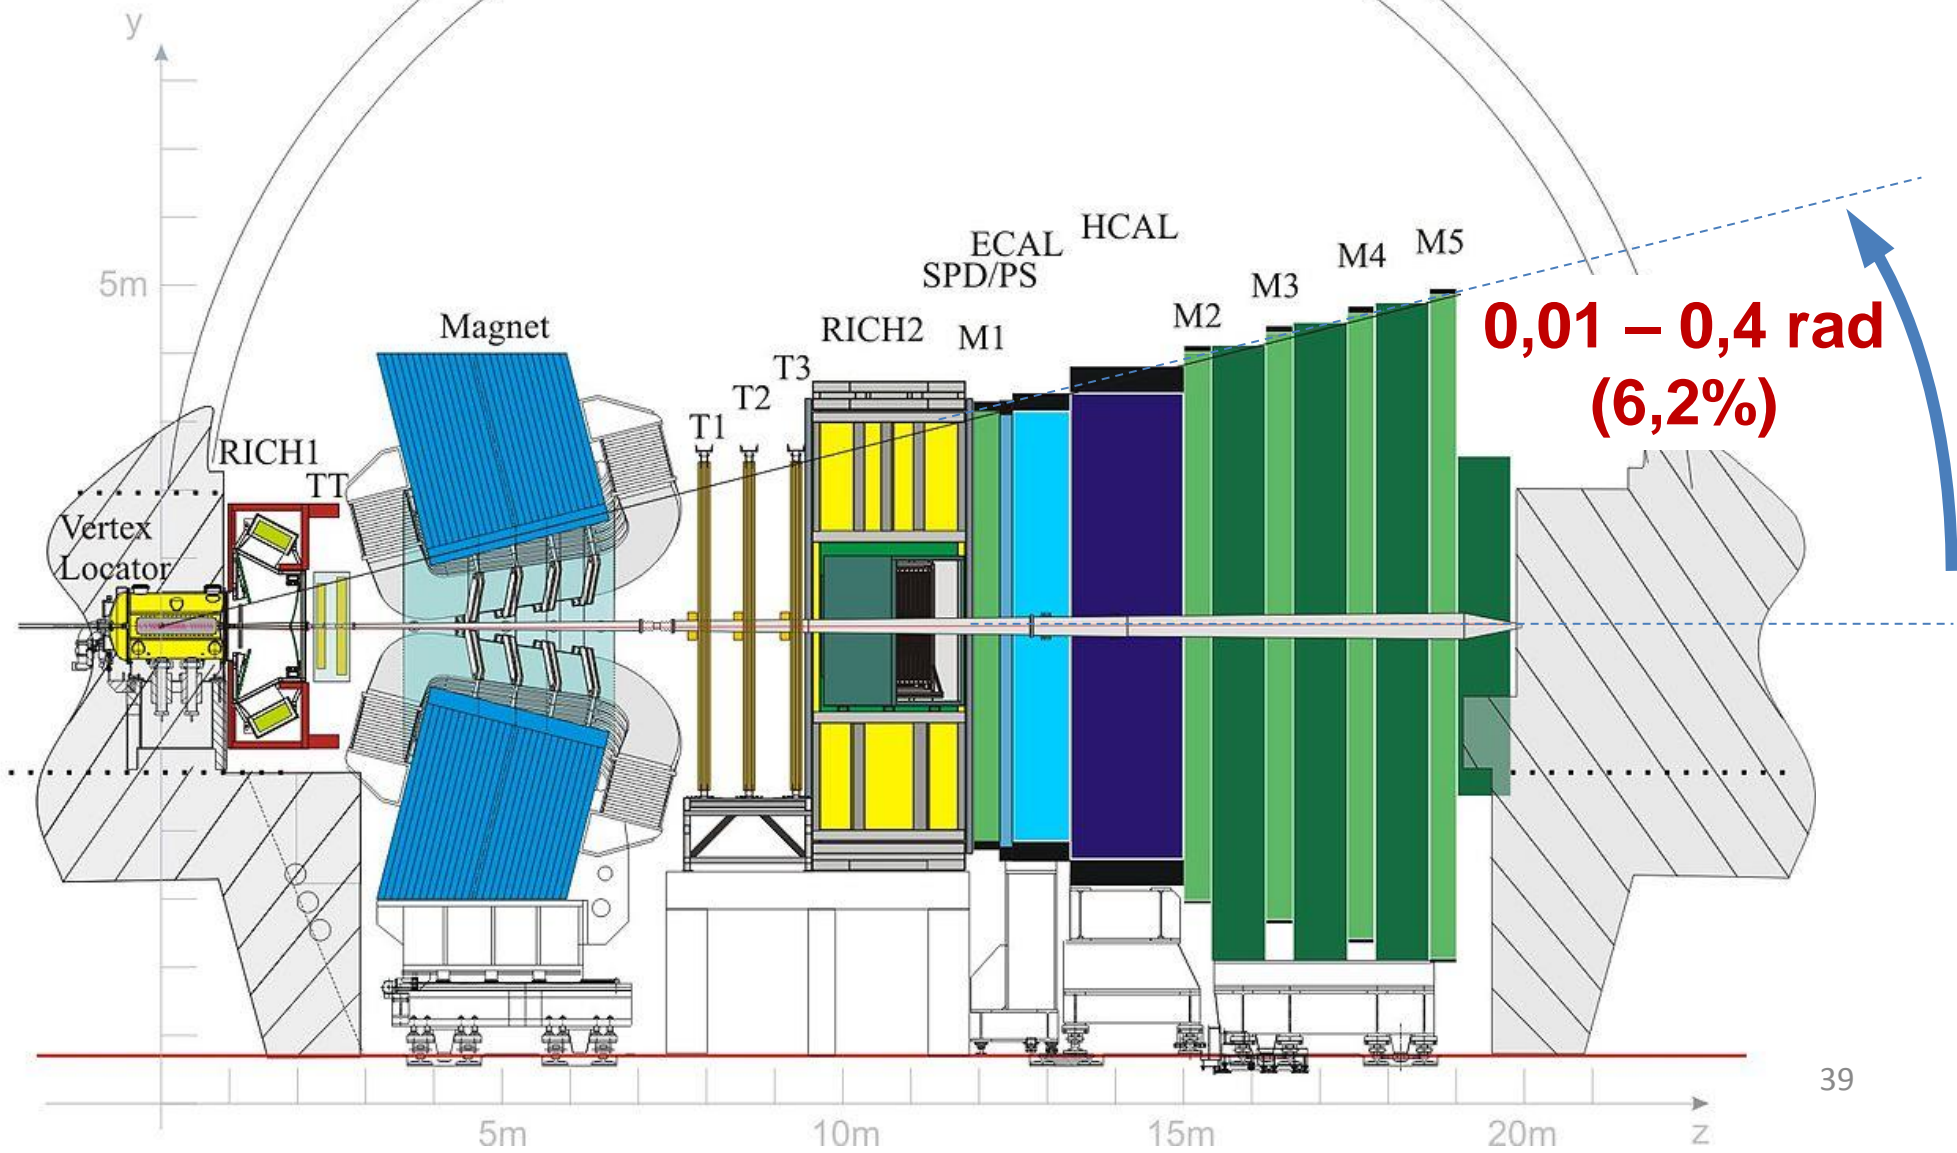 y
5m
Magnet
RICH1
TT
Vertex
Locator
T1
T2
T3
RICH2
SPD/PS
ECAL
HCAL
M1
M2
M3
M4
M5
0,01 – 0,4 rad
(6,2%)
39
5m
10m
15m
20m
z